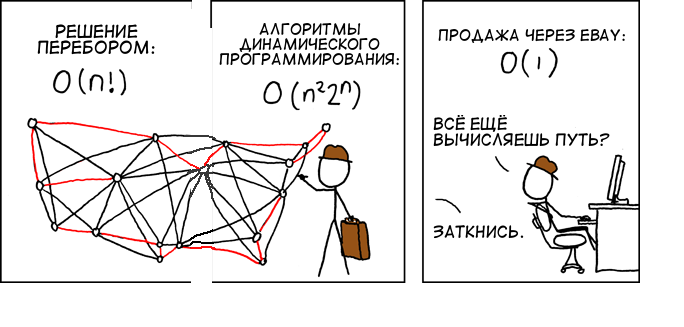 РЕШЕНИЕ
ПЕРЕБОРОМ:
O(n!)
АЛГОРИТМЫ
ДИНАМИЧЕСКОГО
ПРОГРАММИРОВАНИЯ:
O(n²2ⁿ)
ПРОДАЖА ЧЕРЕЗ EBAY:
O(1)
ВСЁ ЕЩЁ
ВЫЧИСЛЯЕШЬ ПУТЬ?
ЗАТКНИСЬ.